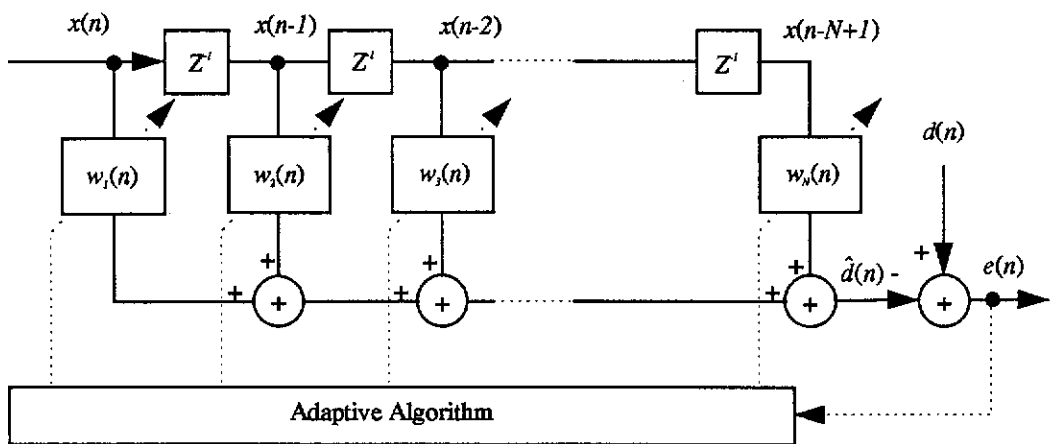 x(n) x(n-1) x(n-2) x(n-N+1)
Z⁻¹ Z⁻¹ Z⁻¹
d(n)
w₁(n) w₂(n) w₃(n) w_N(n)
+ + + + d̂(n) - e(n)
+ + +
+ + + +
Adaptive Algorithm